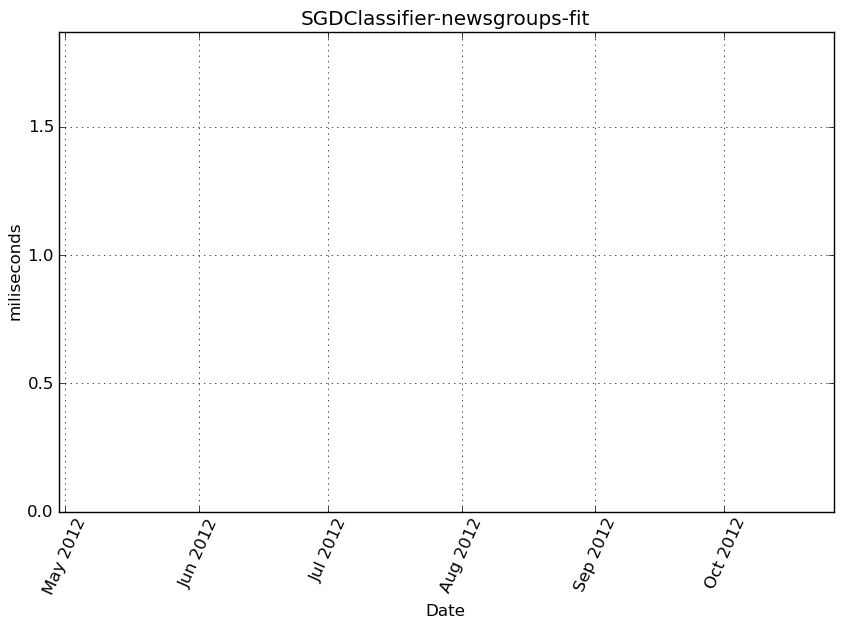 SGDClassifier-newsgroups-fit
1.5
1.0
0.5
0.0
miliseconds
May 2012
Jun 2012
Jul 2012
Aug 2012
Sep 2012
Oct 2012
Date